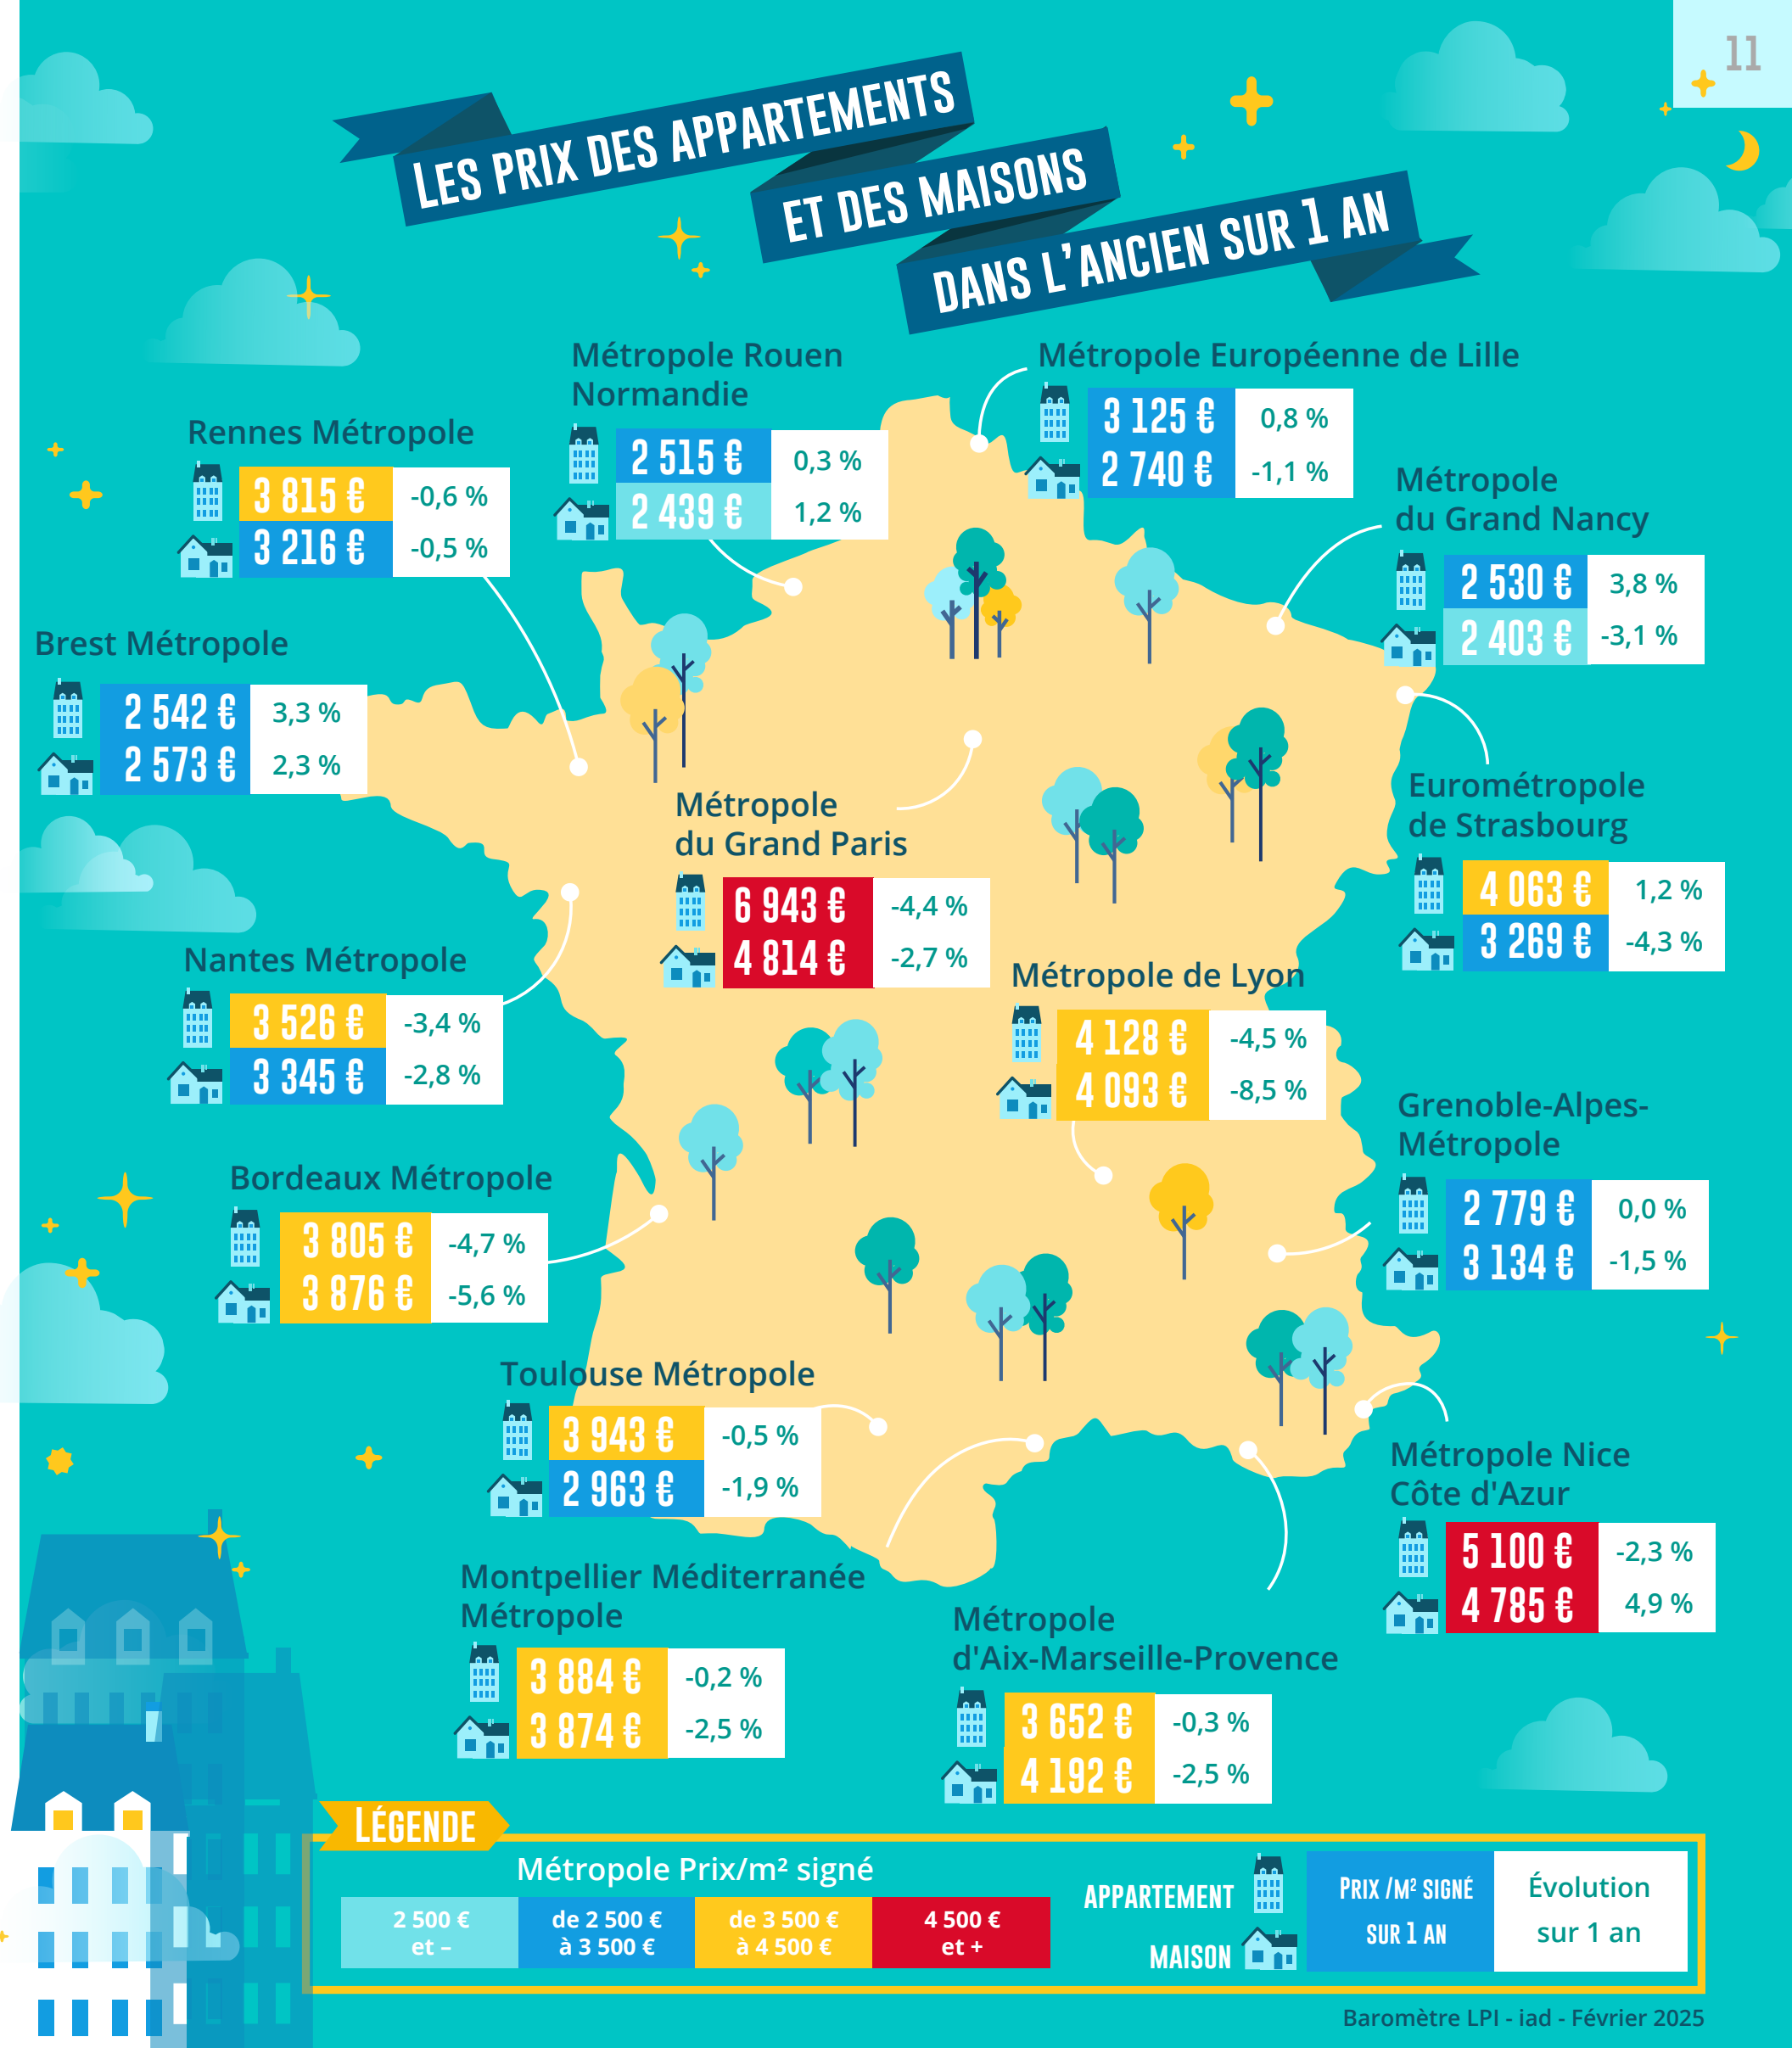 11
LES PRIX DES APPARTEMENTS
ET DES MAISONS
DANS L'ANCIEN SUR 1 AN
Métropole Rouen
Normandie
2 515 € 0,3 %
2 439 € 1,2 %
Métropole Européenne de Lille
3 125 € 0,8 %
2 740 € -1,1 %
Rennes Métropole
3 815 € -0,6 %
3 216 € -0,5 %
Métropole
du Grand Nancy
2 530 € 3,8 %
2 403 € -3,1 %
Brest Métropole
2 542 € 3,3 %
2 573 € 2,3 %
Métropole
du Grand Paris
6 943 € -4,4 %
4 814 € -2,7 %
Eurométropole
de Strasbourg
4 063 € 1,2 %
3 269 € -4,3 %
Nantes Métropole
3 526 € -3,4 %
3 345 € -2,8 %
Métropole de Lyon
4 128 € -4,5 %
4 093 € -8,5 %
Grenoble-Alpes-
Métropole
2 779 € 0,0 %
3 134 € -1,5 %
Bordeaux Métropole
3 805 € -4,7 %
3 876 € -5,6 %
Toulouse Métropole
3 943 € -0,5 %
2 963 € -1,9 %
Métropole Nice
Côte d'Azur
5 100 € -2,3 %
4 785 € 4,9 %
Montpellier Méditerranée
Métropole
3 884 € -0,2 %
3 874 € -2,5 %
Métropole
d'Aix-Marseille-Provence
3 652 € -0,3 %
4 192 € -2,5 %
LÉGENDE
Métropole Prix/m² signé
2 500 €
et –
de 2 500 €
à 3 500 €
de 3 500 €
à 4 500 €
4 500 €
et +
APPARTEMENT
MAISON
PRIX /M² SIGNÉ
SUR 1 AN
Évolution
sur 1 an
Baromètre LPI - iad - Février 2025